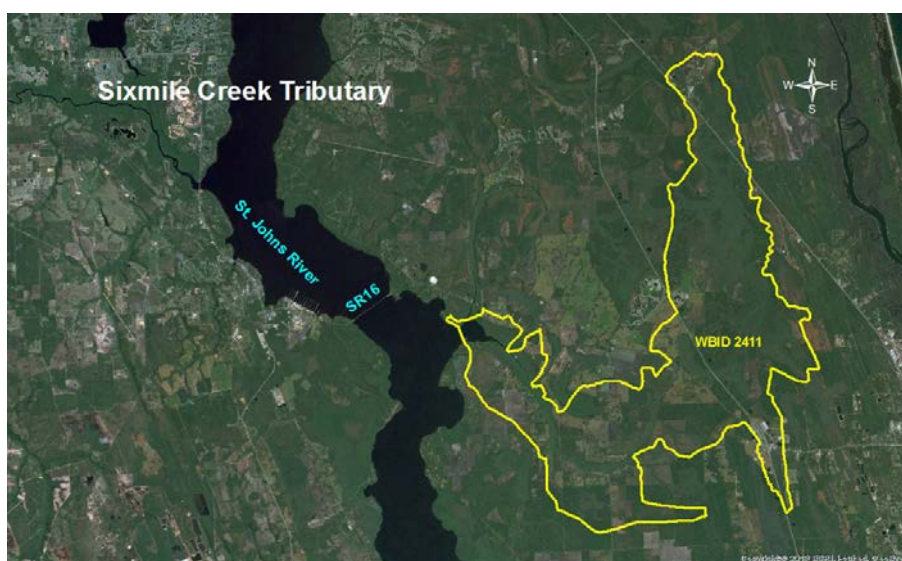 Sixmile Creek Tributary
N
W E
S
St. Johns River
SR16
WBID 2411